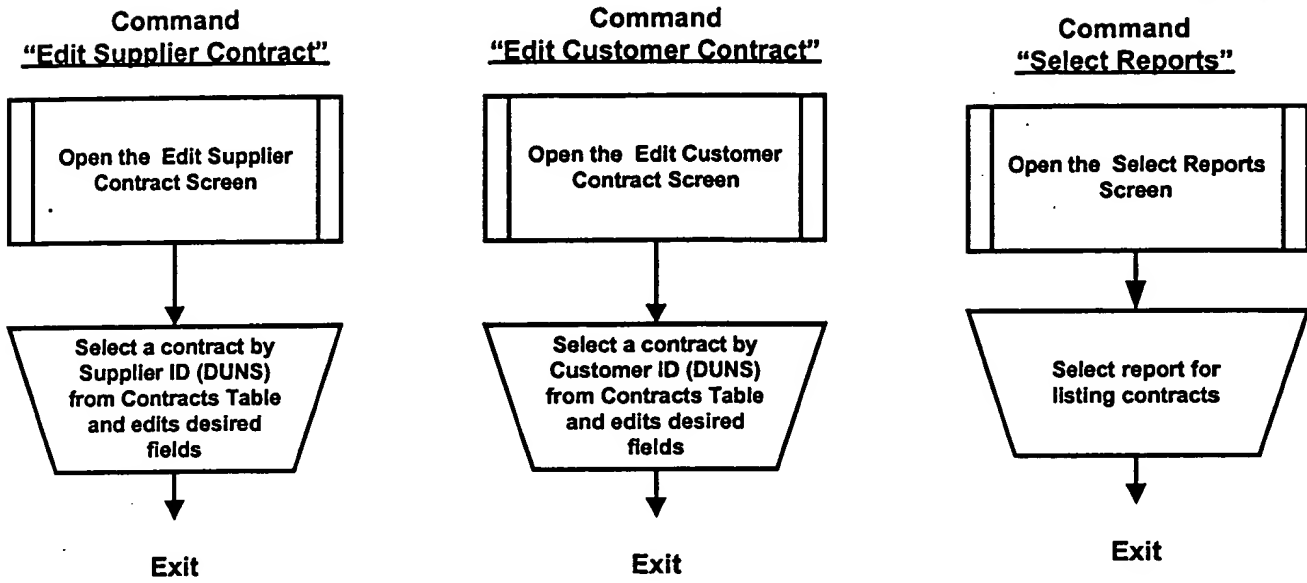 Command
"Edit Supplier Contract"
Open the Edit Supplier
Contract Screen
Select a contract by
Supplier ID (DUNS)
from Contracts Table
and edits desired
fields
Exit
Command
"Edit Customer Contract"
Open the Edit Customer
Contract Screen
Select a contract by
Customer ID (DUNS)
from Contracts Table
and edits desired
fields
Exit
Command
"Select Reports"
Open the Select Reports
Screen
Select report for
listing contracts
Exit